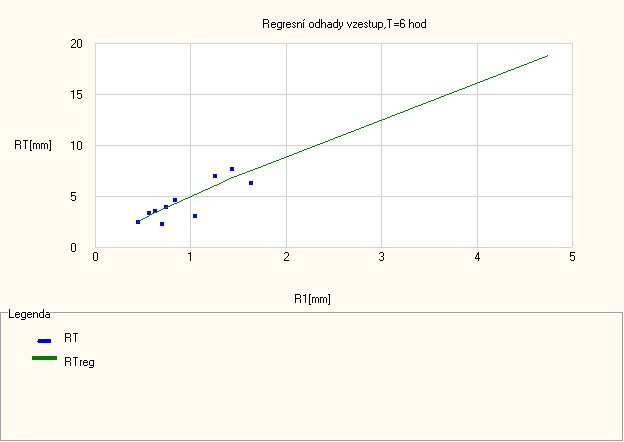 Regresní odhady vzestup,T=6 hod
20
15
RT[mm]
10
5
0
0 1 2 3 4 5
R1[mm]
Legenda
RT
RTreg